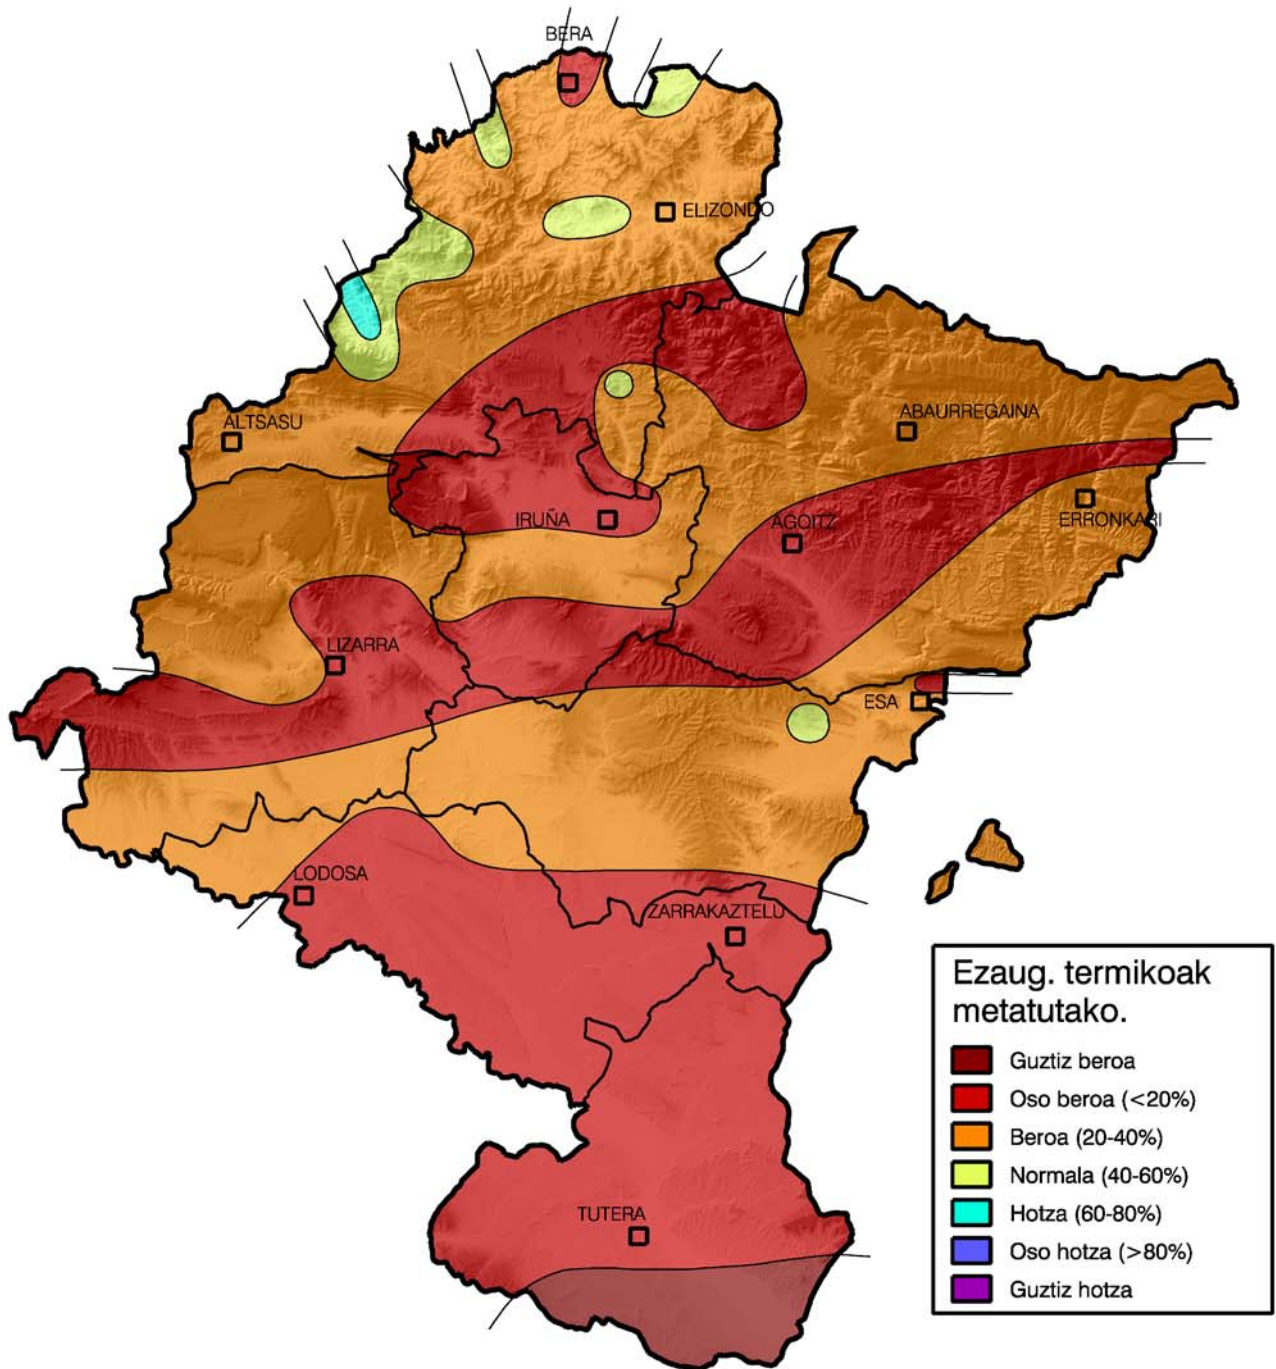 BERA
ELIZONDO
ALTSASU
ABAURREGAINA
IRUÑA
AGOITZ
ERRONKARI
LIZARRA
ESA
LODOSA
ZARRAKAZTELU
TUTERA
Ezaug. termikoak
metatutako.
Guztiz beroa
Oso beroa (<20%)
Beroa (20-40%)
Normala (40-60%)
Hotza (60-80%)
Oso hotza (>80%)
Guztiz hotza